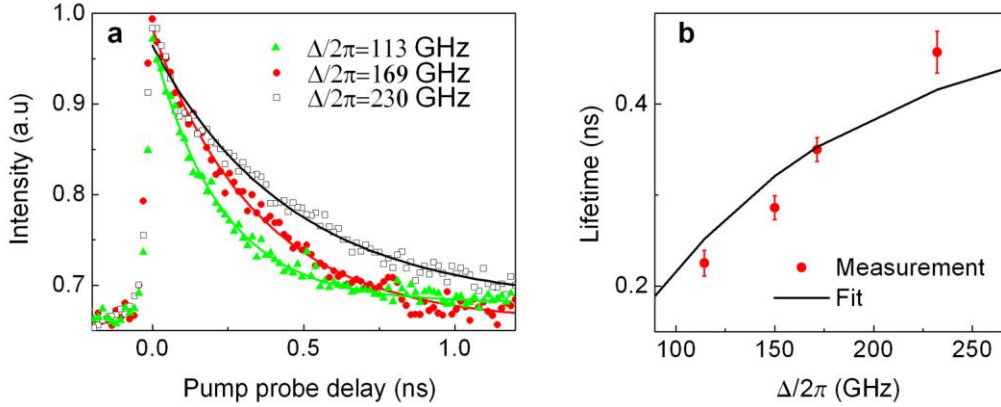 a
Δ/2π=113 GHz
Δ/2π=169 GHz
Δ/2π=230 GHz
1.0
0.9
0.8
0.7
Intensity (a.u)
0.0
0.5
1.0
Pump probe delay (ns)
b
0.4
0.2
Lifetime (ns)
Measurement
Fit
100
150
200
250
Δ/2π (GHz)